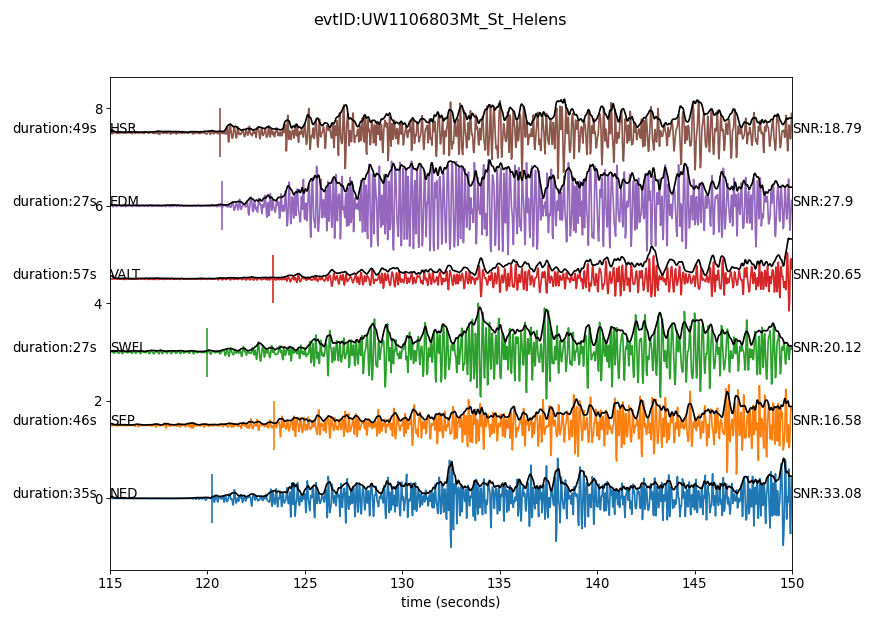 evtID:UW1106803Mt_St_Helens
8
duration:49s HSR SNR:18.79
duration:27s EDM SNR:27.9
6
duration:57s VALT SNR:20.65
4
duration:27s SWFL SNR:20.12
2
duration:46s SEP SNR:16.58
duration:35s NED SNR:33.08
0
115 120 125 130 135 140 145 150
time (seconds)